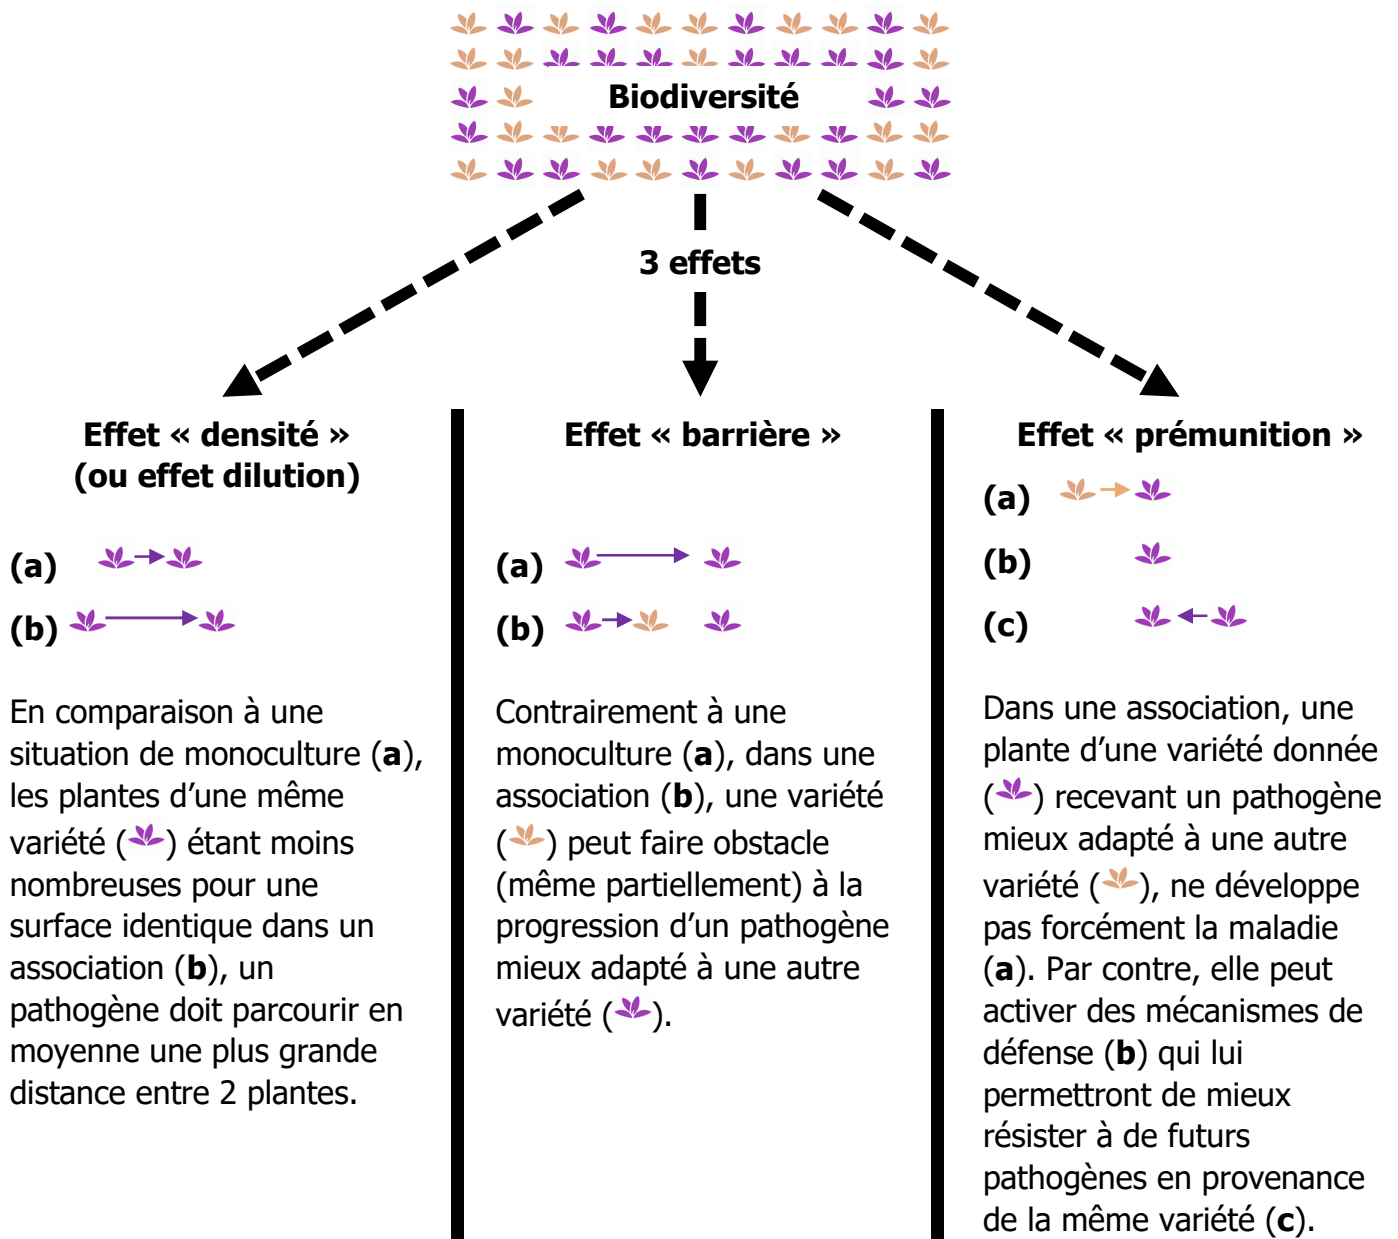 Biodiversité
3 effets
Effet « densité »
(ou effet dilution)
(a)
(b)
En comparaison à une
situation de monoculture (a),
les plantes d’une même
variété ( ) étant moins
nombreuses pour une
surface identique dans un
association (b), un
pathogène doit parcourir en
moyenne une plus grande
distance entre 2 plantes.
Effet « barrière »
(a)
(b)
Contrairement à une
monoculture (a), dans une
association (b), une variété
( ) peut faire obstacle
(même partiellement) à la
progression d’un pathogène
mieux adapté à une autre
variété ( ).
Effet « prémunition »
(a)
(b)
(c)
Dans une association, une
plante d’une variété donnée
( ) recevant un pathogène
mieux adapté à une autre
variété ( ), ne développe
pas forcément la maladie
(a). Par contre, elle peut
activer des mécanismes de
défense (b) qui lui
permettront de mieux
résister à de futurs
pathogènes en provenance
de la même variété (c).